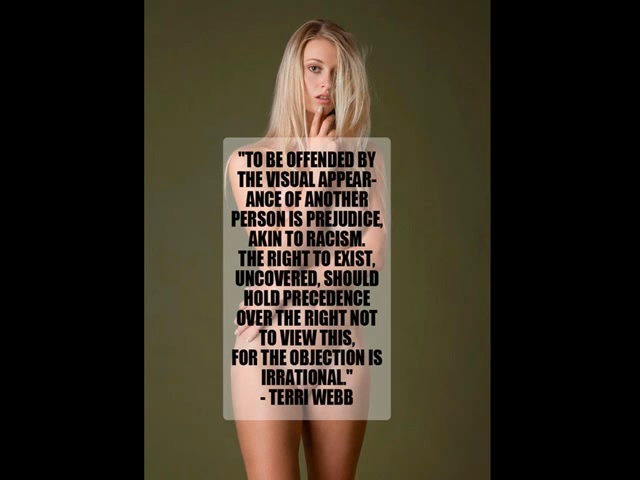 "TO BE OFFENDED BY
THE VISUAL APPEAR-
ANCE OF ANOTHER
PERSON IS PREJUDICE,
AKIN TO RACISM.
THE RIGHT TO EXIST,
UNCOVERED, SHOULD
HOLD PRECEDENCE
OVER THE RIGHT NOT
TO VIEW THIS,
FOR THE OBJECTION IS
IRRATIONAL."
- TERRI WEBB